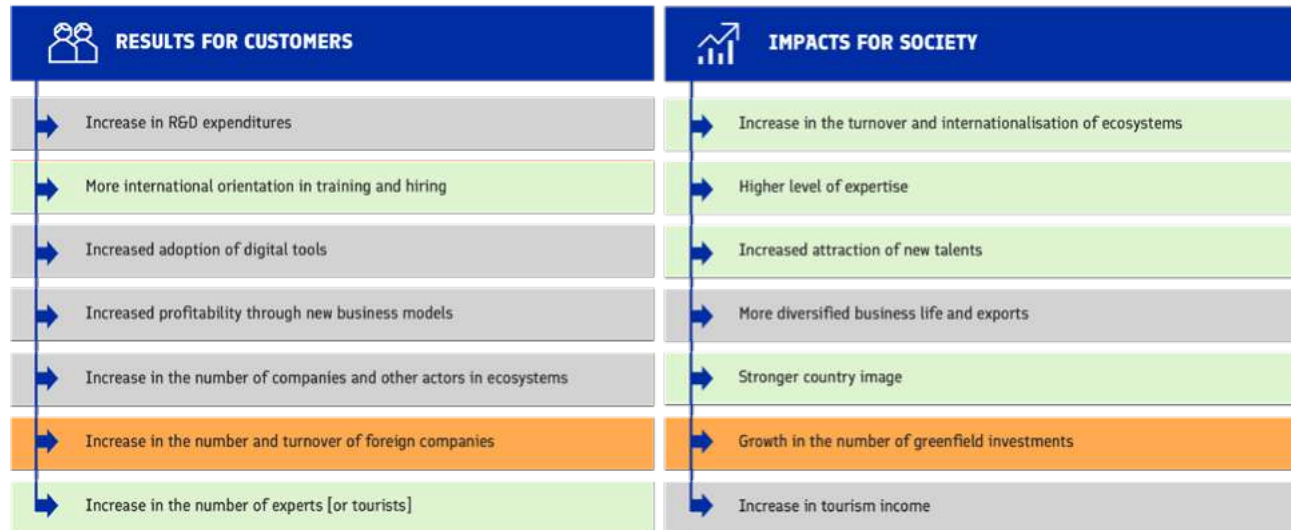 RESULTS FOR CUSTOMERS
Increase in R&D expenditures
More international orientation in training and hiring
Increased adoption of digital tools
Increased profitability through new business models
Increase in the number of companies and other actors in ecosystems
Increase in the number and turnover of foreign companies
Increase in the number of experts [or tourists]
IMPACTS FOR SOCIETY
Increase in the turnover and internationalisation of ecosystems
Higher level of expertise
Increased attraction of new talents
More diversified business life and exports
Stronger country image
Growth in the number of greenfield investments
Increase in tourism income